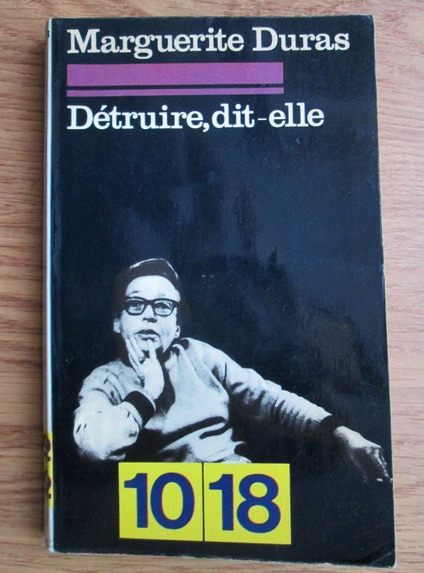 Marguerite Duras
Détruire, dit-elle
10 18